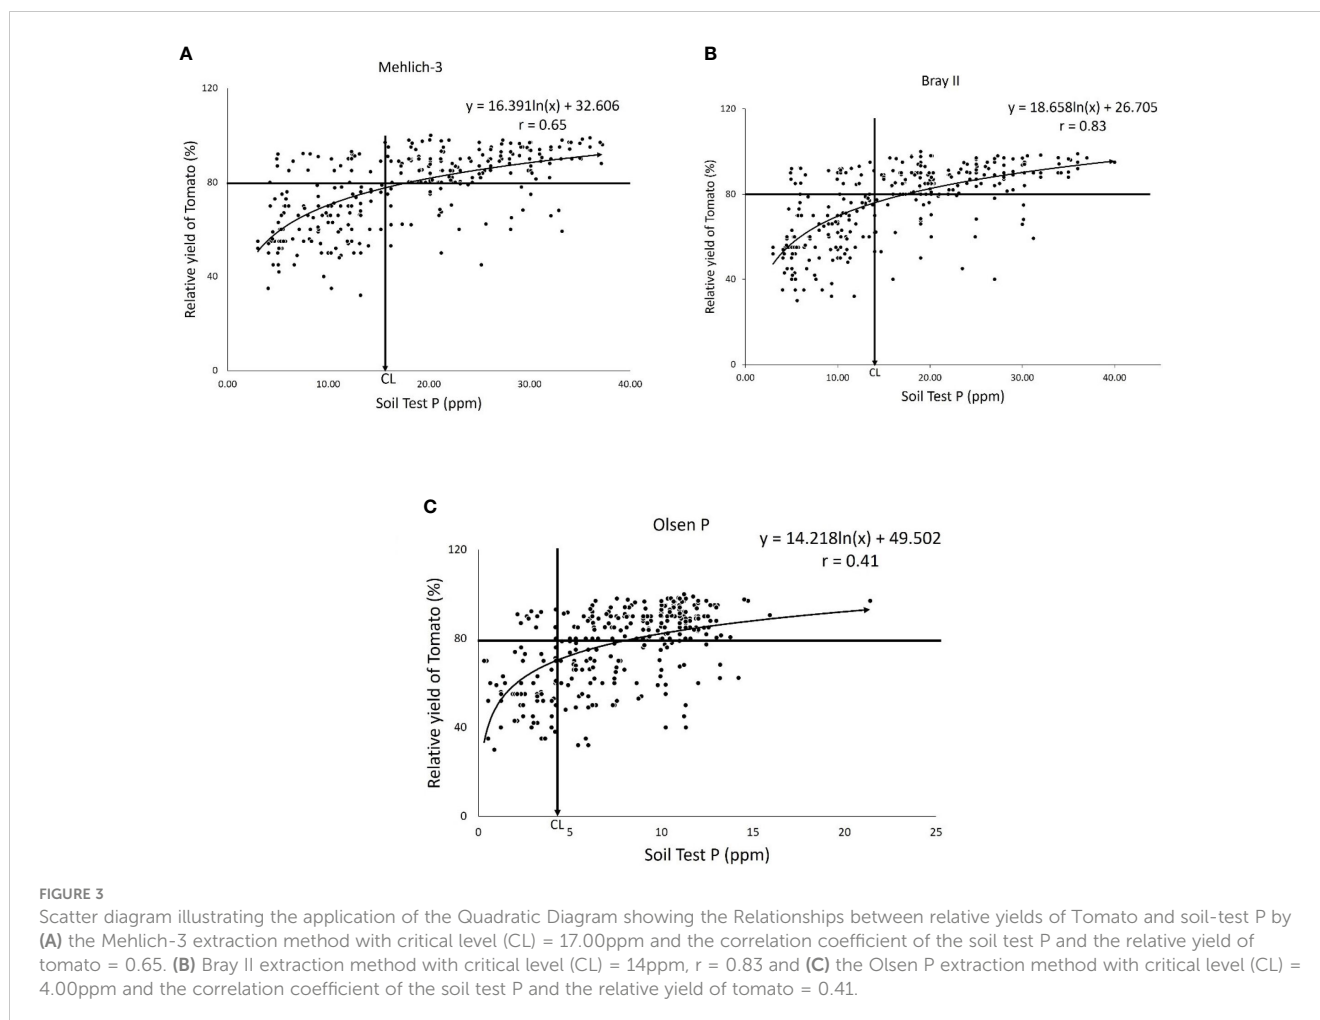 A
Mehlich-3
y = 16.391ln(x) + 32.606
r = 0.65
Relative yield of Tomato (%)
120
80
40
0
0.00 10.00 CL 20.00 30.00 40.00
Soil Test P (ppm)
B
Bray II
y = 18.658ln(x) + 26.705
r = 0.83
Relative yield of Tomato (%)
120
80
40
0
0.00 10.00 CL 20.00 30.00 40.00
Soil Test P (ppm)
C
Olsen P
y = 14.218ln(x) + 49.502
r = 0.41
Relative yield of Tomato (%)
120
80
40
0
0 CL 5 10 15 20 25
Soil Test P (ppm)
FIGURE 3
Scatter diagram illustrating the application of the Quadratic Diagram showing the Relationships between relative yields of Tomato and soil-test P by
(A) the Mehlich-3 extraction method with critical level (CL) = 17.00ppm and the correlation coefficient of the soil test P and the relative yield of
tomato = 0.65. (B) Bray II extraction method with critical level (CL) = 14ppm, r = 0.83 and (C) the Olsen P extraction method with critical level (CL) =
4.00ppm and the correlation coefficient of the soil test P and the relative yield of tomato = 0.41.